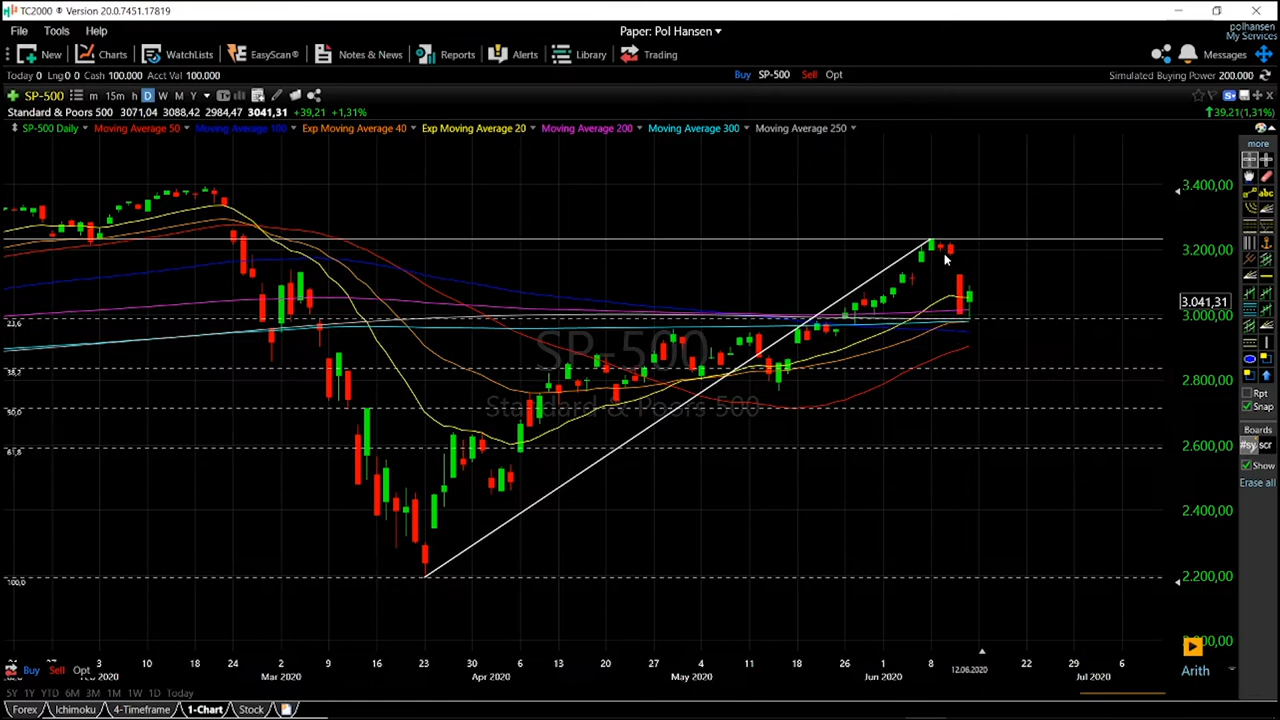 TC2000 ® Version 20.0.7451.17819
File Tools Help
Paper: Pol Hansen
polhansen
My Services
New Charts WatchLists EasyScan® Notes & News Reports Alerts Library Trading Messages
Today 0 Lng 0 0 Cash 100.000 Acct Val 100.000
Buy SP-500 Sell Opt
Simulated Buying Power 200.000
SP-500 m 15m h D W M Y
Standard & Poors 500 3071,04 3088,42 2984,47 3041,31 +39,21 +1,31%
39,21(1,31%)
SP-500 Daily Moving Average 50 Moving Average 100 Exp Moving Average 40 Exp Moving Average 20 Moving Average 200 Moving Average 300 Moving Average 250
more
3.400,00
abc
3.200,00
3.041,31
3.000,00
23,6
SP-500
38,2
2.800,00
Rpt
Standard & Poors 500
Snap
50,0
Boards
61,8
2.600,00
#sy scr
Show
Erase all
2.400,00
100,0
2.200,00
3 10 18 24 2 9 16 23 30 6 13 20 27 4 11 18 26 1 8 12.06.2020 22 29 6
Buy Sell Opt
2020 Mar 2020 Apr 2020 May 2020 Jun 2020 Jul 2020
Arith
5Y 1Y YTD 6M 3M 1M 1W 1D Today
Forex Ichimoku 4-Timeframe 1-Chart Stock